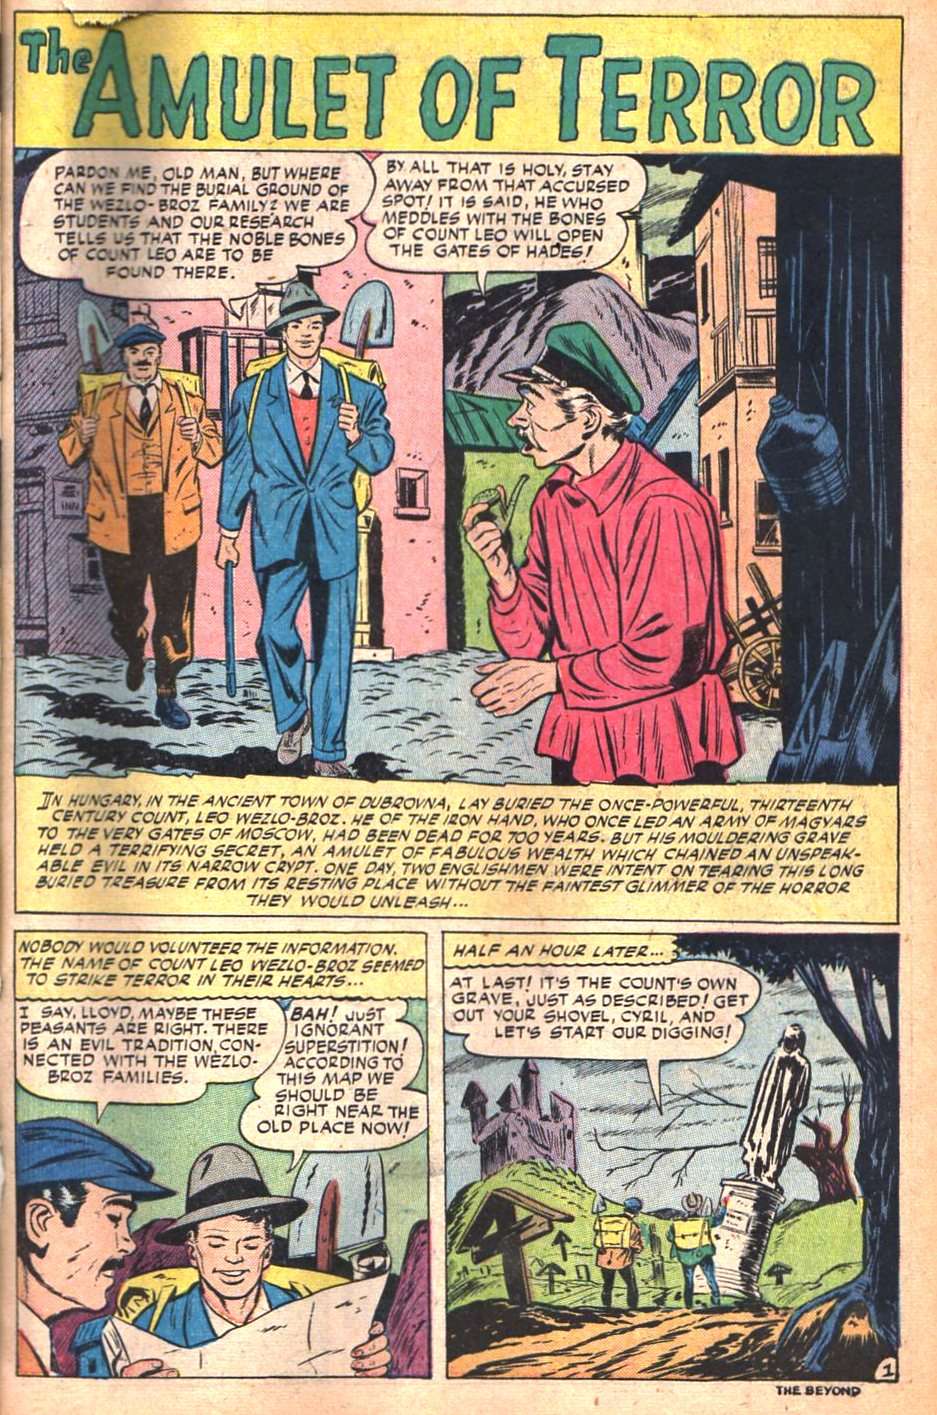 The AMULET OF TERROR
PARDON ME, OLD MAN, BUT WHERE
CAN WE FIND THE BURIAL GROUND OF
THE WEZLO-BROZ FAMILY? WE ARE
STUDENTS AND OUR RESEARCH
TELLS US THAT THE NOBLE BONES
OF COUNT LEO ARE TO BE
FOUND THERE.
BY ALL THAT IS HOLY, STAY
AWAY FROM THAT ACCURSED
SPOT! IT IS SAID, HE WHO
MEDDLES WITH THE BONES
OF COUNT LEO WILL OPEN
THE GATES OF HADES!
INN
IN HUNGARY, IN THE ANCIENT TOWN OF DUBROVNA, LAY BURIED THE ONCE-POWERFUL, THIRTEENTH
CENTURY COUNT, LEO WEZLO-BROZ. HE OF THE IRON HAND, WHO ONCE LED AN ARMY OF MAGYARS
TO THE VERY GATES OF MOSCOW, HAD BEEN DEAD FOR 700 YEARS. BUT HIS MOULDERING GRAVE
HELD A TERRIFYING SECRET, AN AMULET OF FABULOUS WEALTH WHICH CHAINED AN UNSPEAK-
ABLE EVIL IN ITS NARROW CRYPT. ONE DAY, TWO ENGLISHMEN WERE INTENT ON TEARING THIS LONG
BURIED TREASURE FROM ITS RESTING PLACE WITHOUT THE FAINTEST GLIMMER OF THE HORROR
THEY WOULD UNLEASH...
NOBODY WOULD VOLUNTEER THE INFORMATION.
THE NAME OF COUNT LEO WEZLO-BROZ SEEMED
TO STRIKE TERROR IN THEIR HEARTS...
I SAY, LLOYD, MAYBE THESE
PEASANTS ARE RIGHT. THERE
IS AN EVIL TRADITION, CON-
NECTED WITH THE WEZLO-
BROZ FAMILIES.
BAH! JUST
IGNORANT
SUPERSTITION!
ACCORDING TO
THIS MAP WE
SHOULD BE
RIGHT NEAR THE
OLD PLACE NOW!
HALF AN HOUR LATER...
AT LAST! IT'S THE COUNT'S OWN
GRAVE, JUST AS DESCRIBED! GET
OUT YOUR SHOVEL, CYRIL, AND
LET'S START OUR DIGGING!
1
THE BEYOND